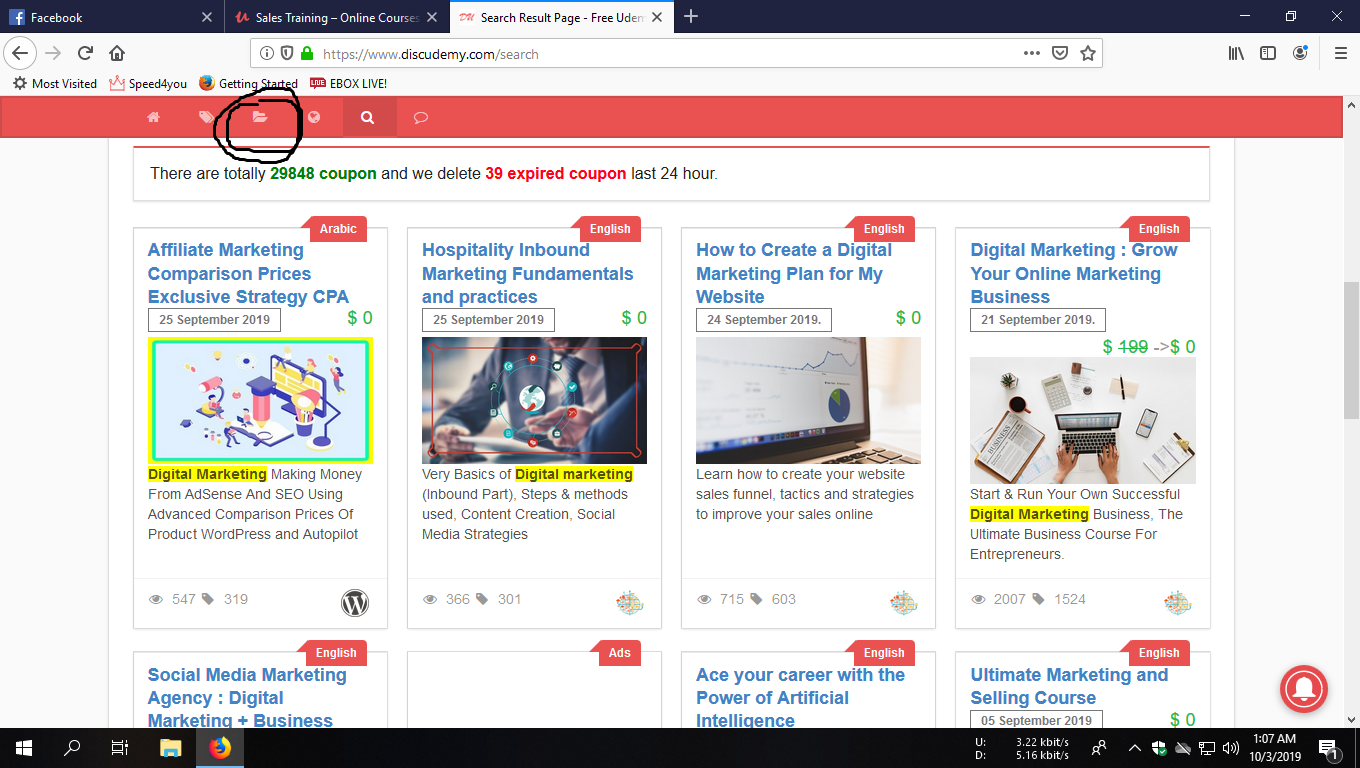 Facebook
Sales Training – Online Courses
Search Result Page - Free Udem
https://www.discudemy.com/search
Most Visited
Speed4you
Getting Started
EBOX LIVE!
There are totally 29848 coupon and we delete 39 expired coupon last 24 hour.
Arabic
Affiliate Marketing
Comparison Prices
Exclusive Strategy CPA
25 September 2019
$ 0
Digital Marketing Making Money
From AdSense And SEO Using
Advanced Comparison Prices Of
Product WordPress and Autopilot
547
319
English
Hospitality Inbound
Marketing Fundamentals
and practices
25 September 2019
$ 0
Very Basics of Digital marketing
(Inbound Part), Steps & methods
used, Content Creation, Social
Media Strategies
366
301
English
How to Create a Digital
Marketing Plan for My
Website
24 September 2019.
$ 0
Learn how to create your website
sales funnel, tactics and strategies
to improve your sales online
715
603
English
Digital Marketing : Grow
Your Online Marketing
Business
21 September 2019.
$ 199 ->$ 0
BUSINESS
Start & Run Your Own Successful
Digital Marketing Business, The
Ultimate Business Course For
Entrepreneurs.
2007
1524
English
Social Media Marketing
Agency : Digital
Marketing + Business
Ads
English
Ace your career with the
Power of Artificial
Intelligence
English
Ultimate Marketing and
Selling Course
05 September 2019
$ 0
U: 3.22 kbit/s
D: 5.16 kbit/s
1:07 AM
10/3/2019
1